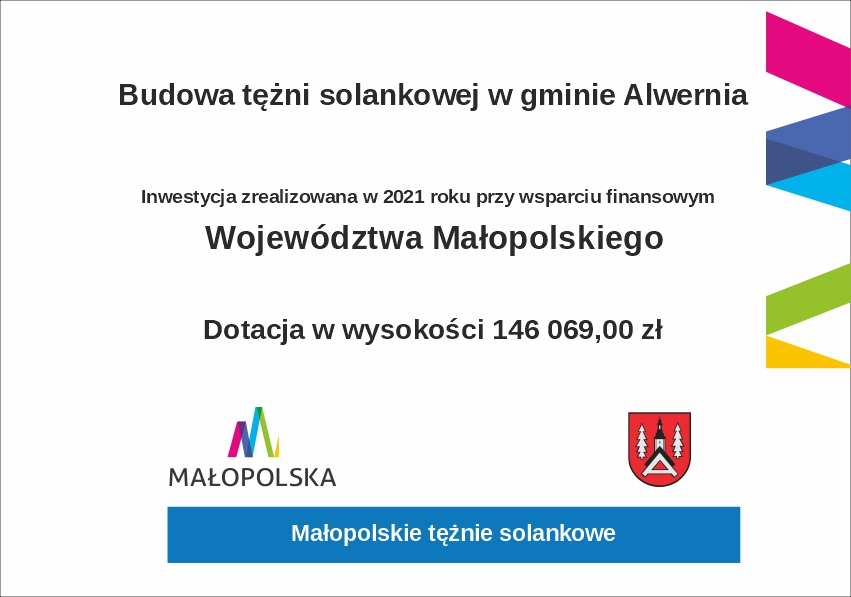 Budowa tężni solankowej w gminie Alwernia
Inwestycja zrealizowana w 2021 roku przy wsparciu finansowym
Województwa Małopolskiego
Dotacja w wysokości 146 069,00 zł
MAŁOPOLSKA
Małopolskie tężnie solankowe